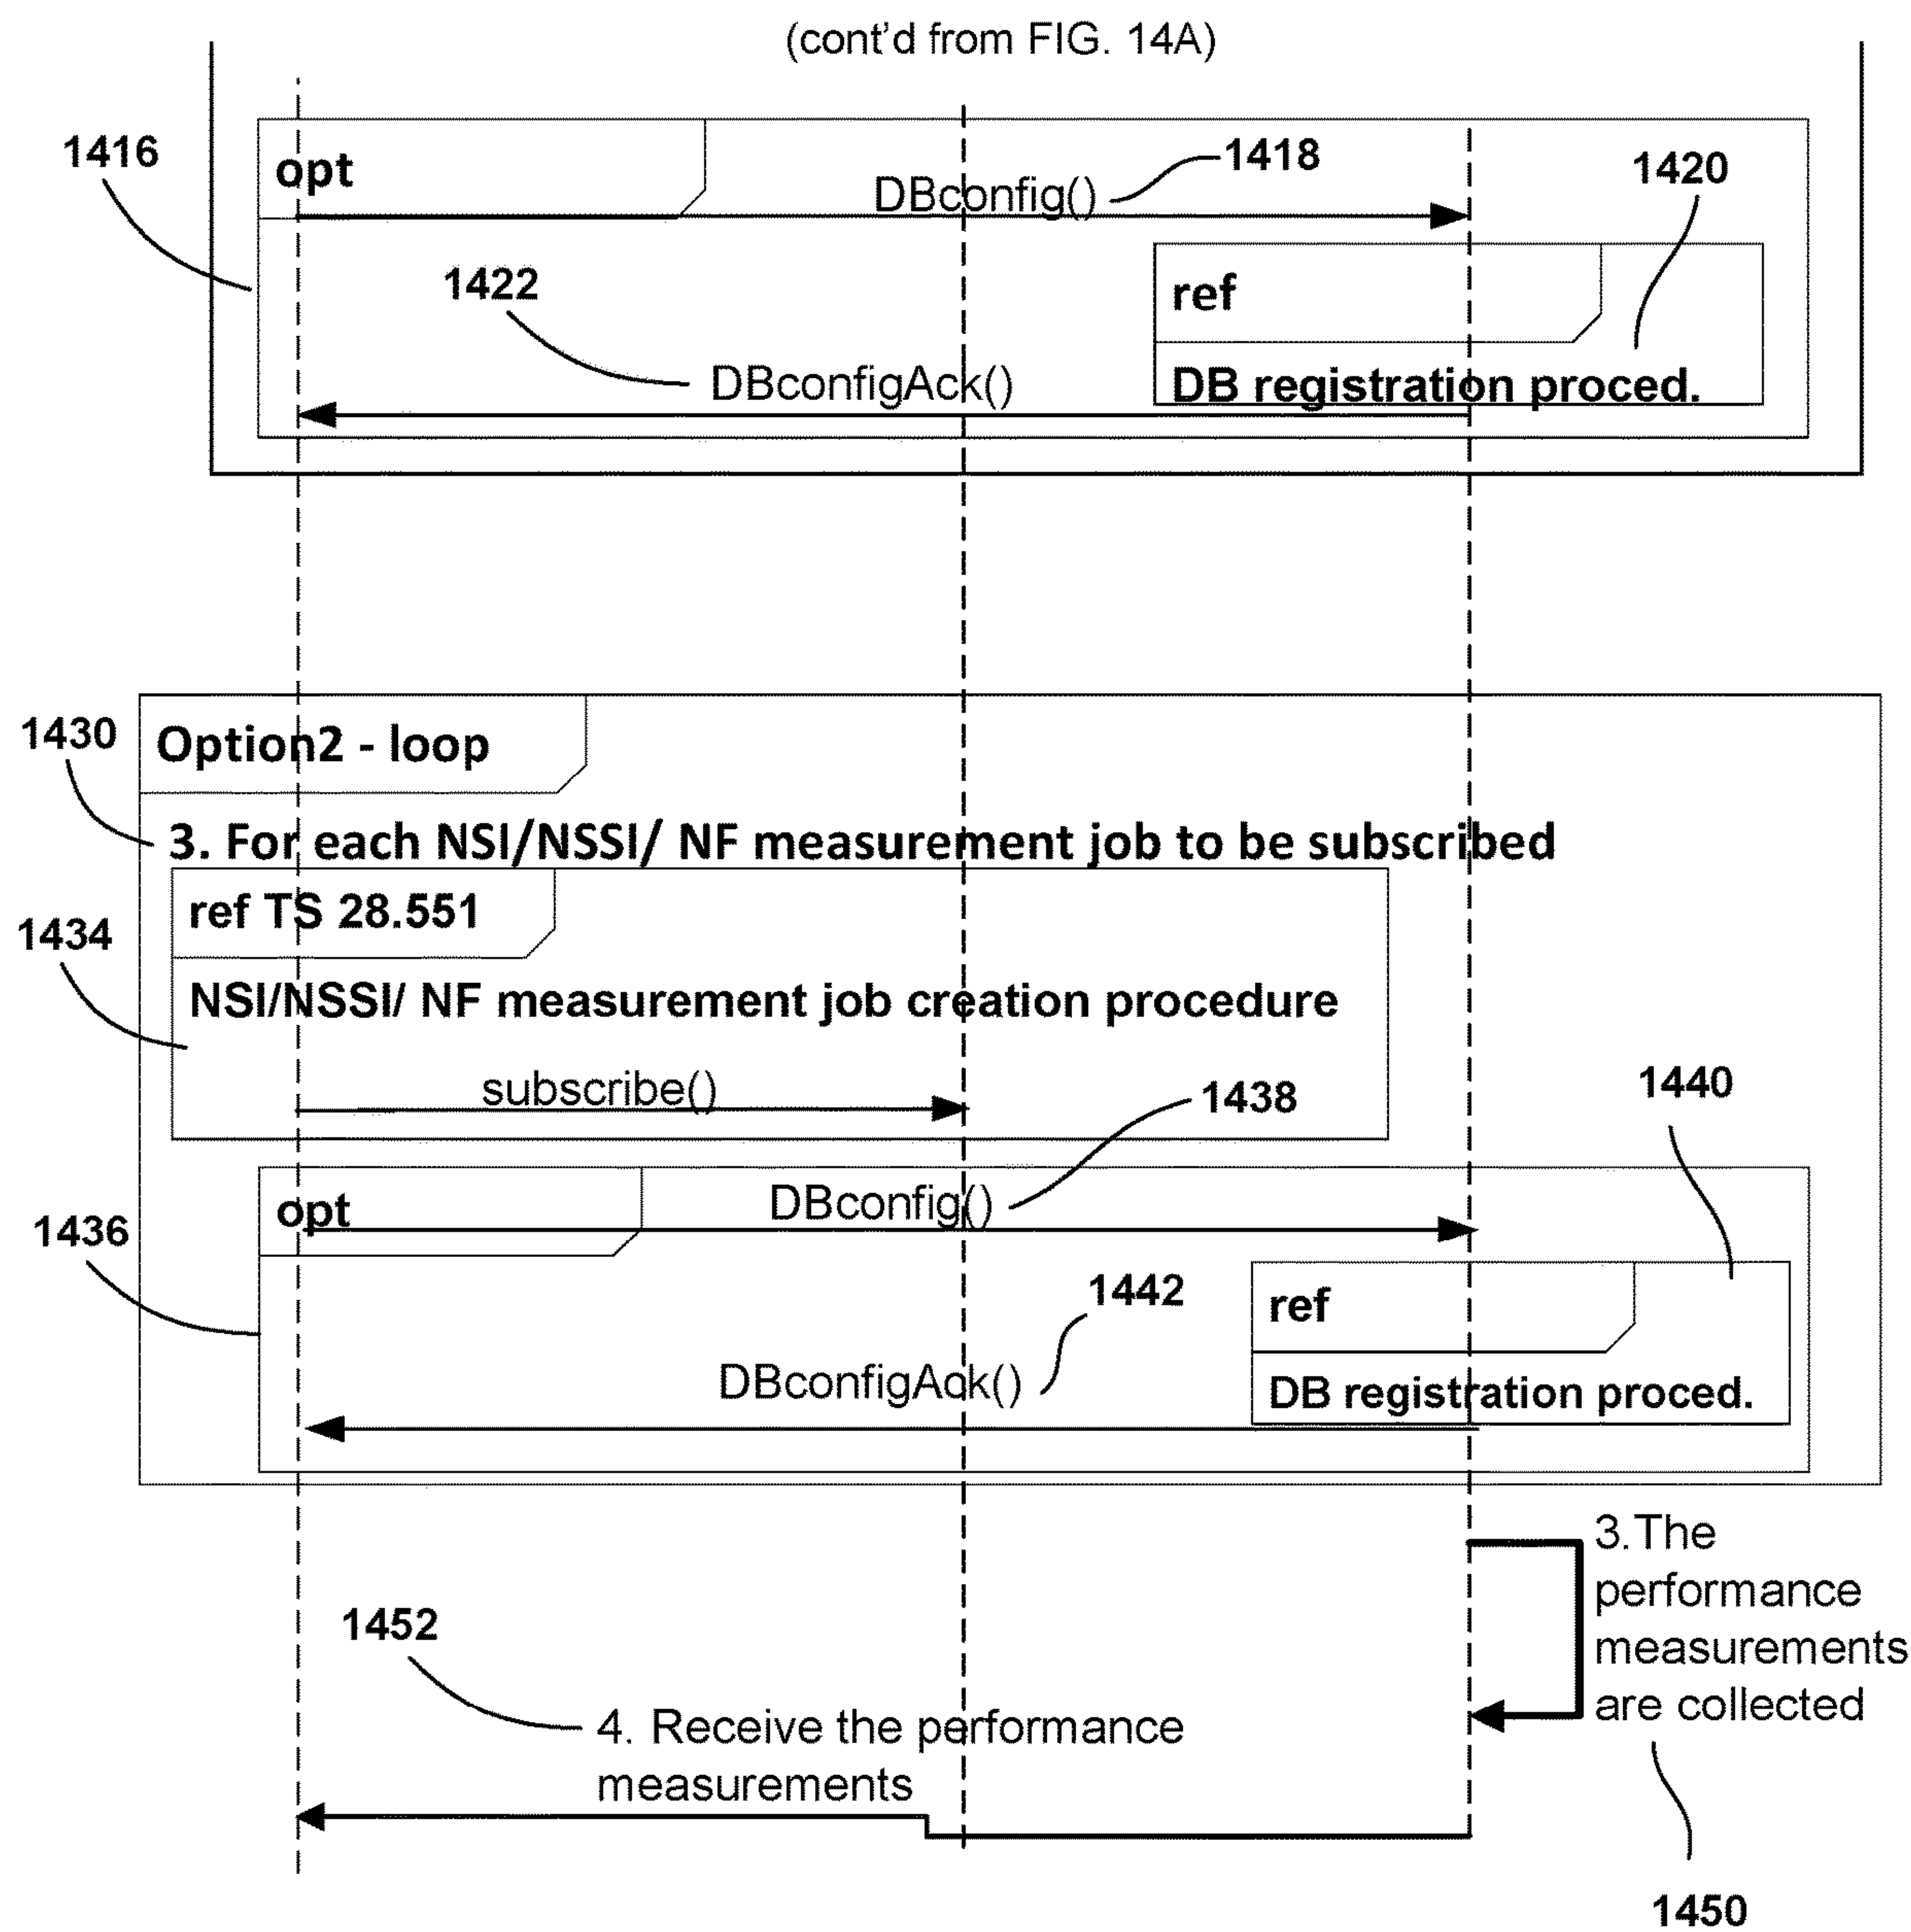 (cont'd from FIG. 14A)
1416
opt
DBconfig()
1418
1420
1422
ref
DBconfigAck()
DB registration proced.
1430
Option2 - loop
3. For each NSI/NSSI/ NF measurement job to be subscribed
ref TS 28.551
1434
NSI/NSSI/ NF measurement job creation procedure
subscribe()
1438
1440
1436
opt
DBconfig()
1442
ref
DBconfigAck()
DB registration proced.
3.The
performance
measurements
are collected
1452
4. Receive the performance
measurements
1450